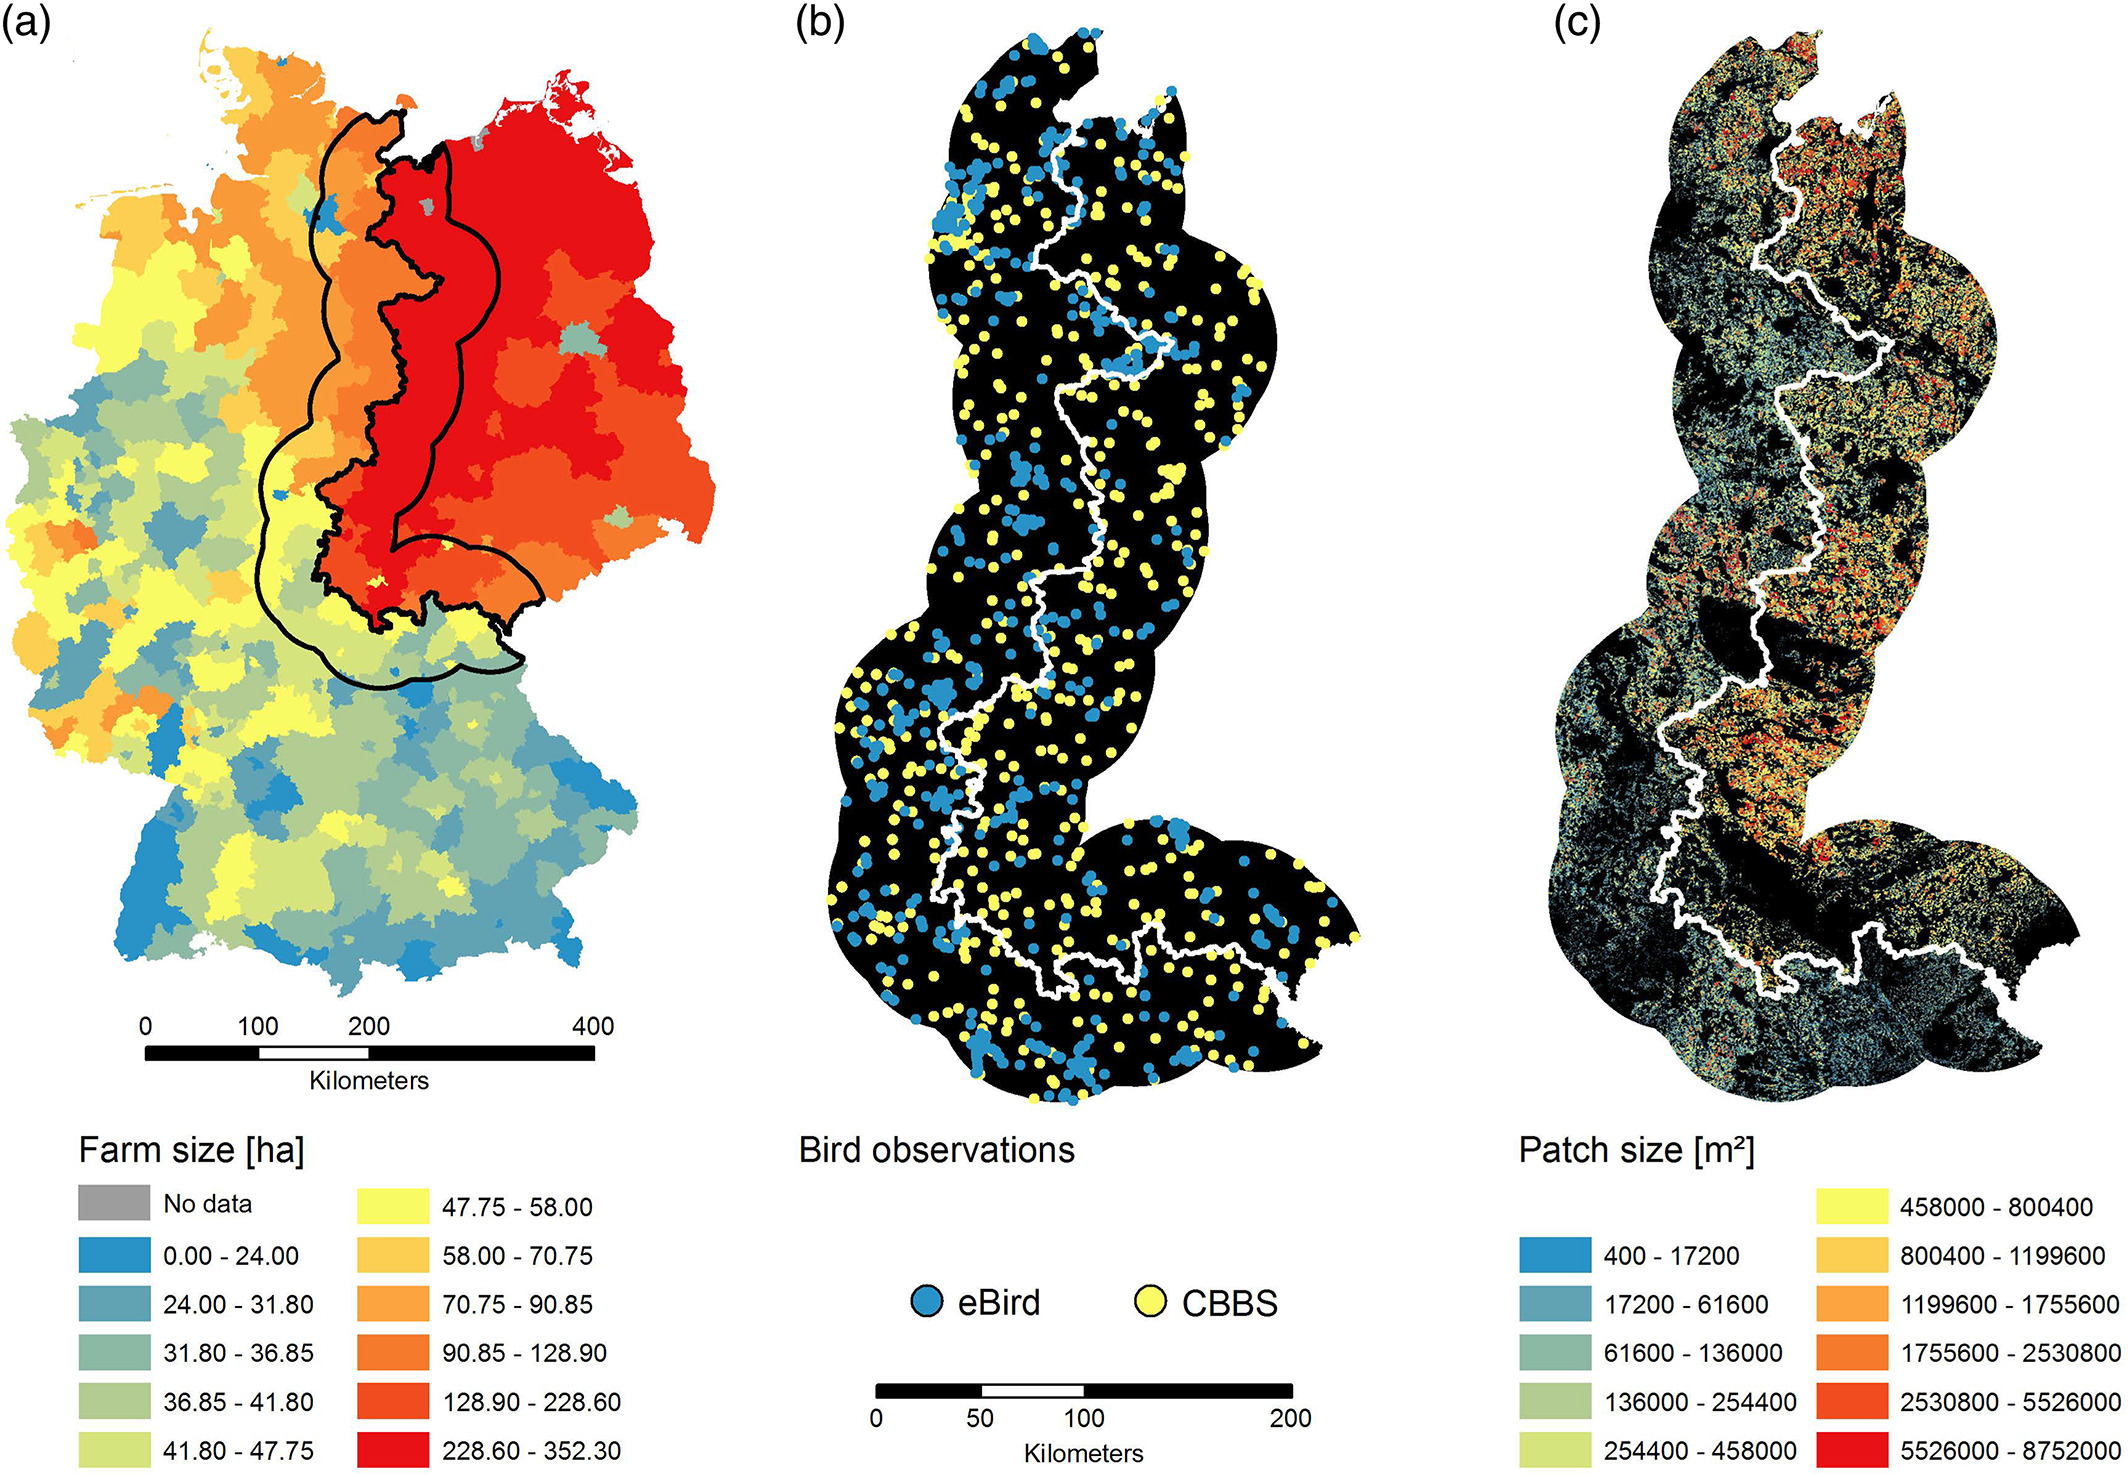 (a)
(b)
(c)
0 100 200 400
Kilometers
Farm size [ha]
No data
0.00 - 24.00
24.00 - 31.80
31.80 - 36.85
36.85 - 41.80
41.80 - 47.75
47.75 - 58.00
58.00 - 70.75
70.75 - 90.85
90.85 - 128.90
128.90 - 228.60
228.60 - 352.30
Bird observations
eBird
CBBS
0 50 100 200
Kilometers
Patch size [m²]
400 - 17200
17200 - 61600
61600 - 136000
136000 - 254400
254400 - 458000
458000 - 800400
800400 - 1199600
1199600 - 1755600
1755600 - 2530800
2530800 - 5526000
5526000 - 8752000